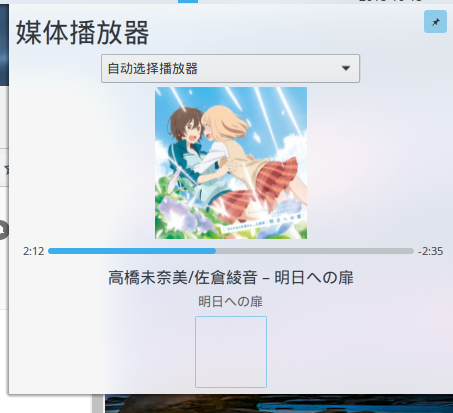 媒体播放器
自动选择播放器
2:12
-2:35
高橋未奈美/佐倉綾音 – 明日への扉
明日への扉